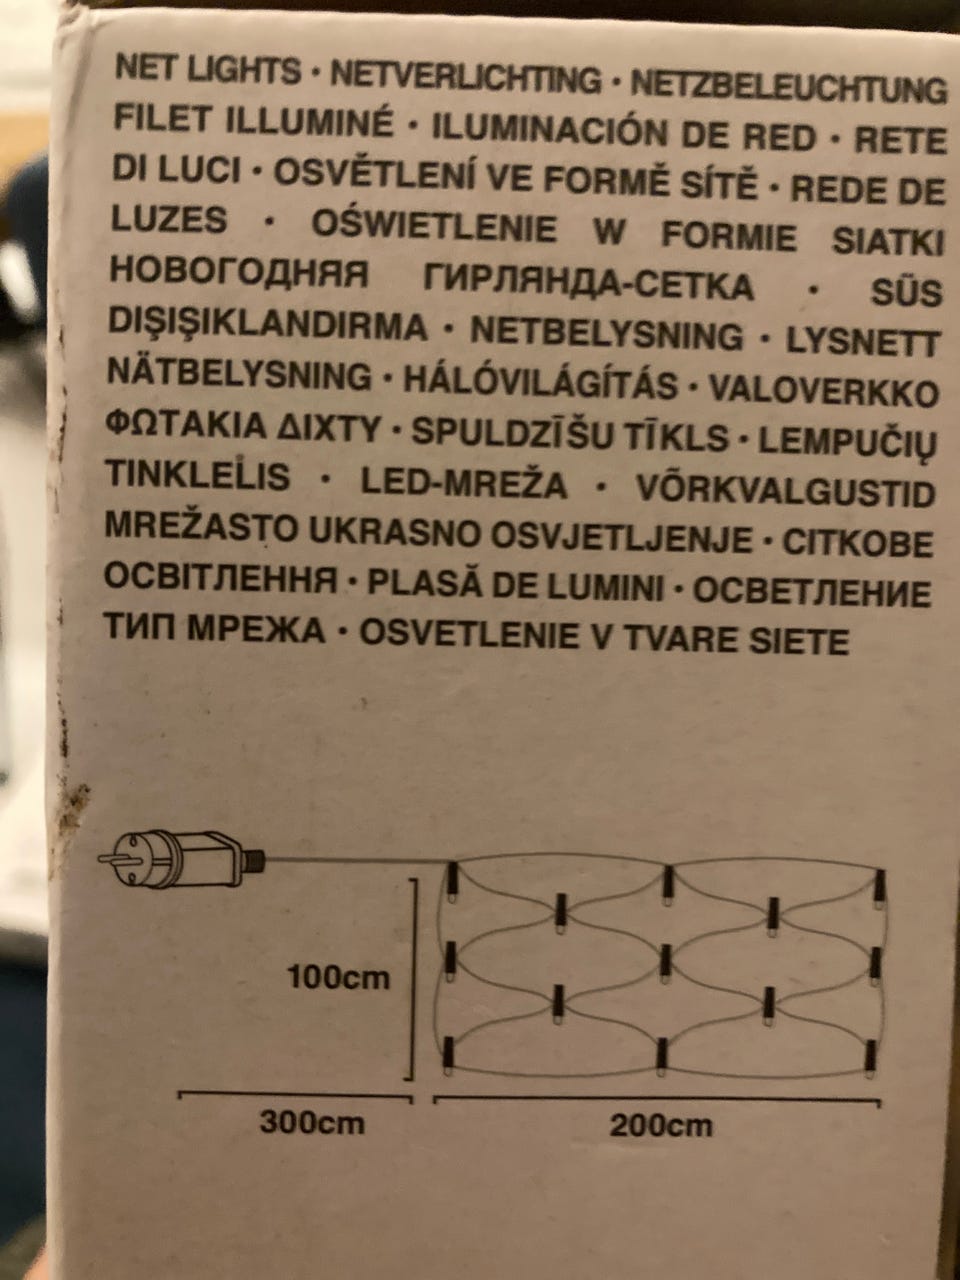 NET LIGHTS · NETVERLICHTING · NETZBELEUCHTUNG
FILET ILLUMINÉ · ILUMINACIÓN DE RED · RETE
DI LUCI · OSVĚTLENÍ VE FORMĚ SÍTĚ · REDE DE
LUZES · OŚWIETLENIE W FORMIE SIATKI
НОВОГОДНЯЯ ГИРЛЯНДА-СЕТКА · SÜS
DIŞIŞIKLANDIRMA · NETBELYSNING · LYSNETT
NÄTBELYSNING · HÁLÓVILÁGÍTÁS · VALOVERKKO
ΦΩΤΑΚΙΑ ΔΙΧΤΥ · SPULDZĪŠU TĪKLS · LEMPUČIŲ
TINKLELIS · LED-MREŽA · VÕRKVALGUSTID
MREŽASTO UKRASNO OSVJETLJENJE · CITKOBE
ОСВІТЛЕННЯ · PLASĂ DE LUMINI · ОСВЕТЛЕНИЕ
ТИП МРЕЖА · OSVETLENIE V TVARE SIETE
100cm
300cm
200cm